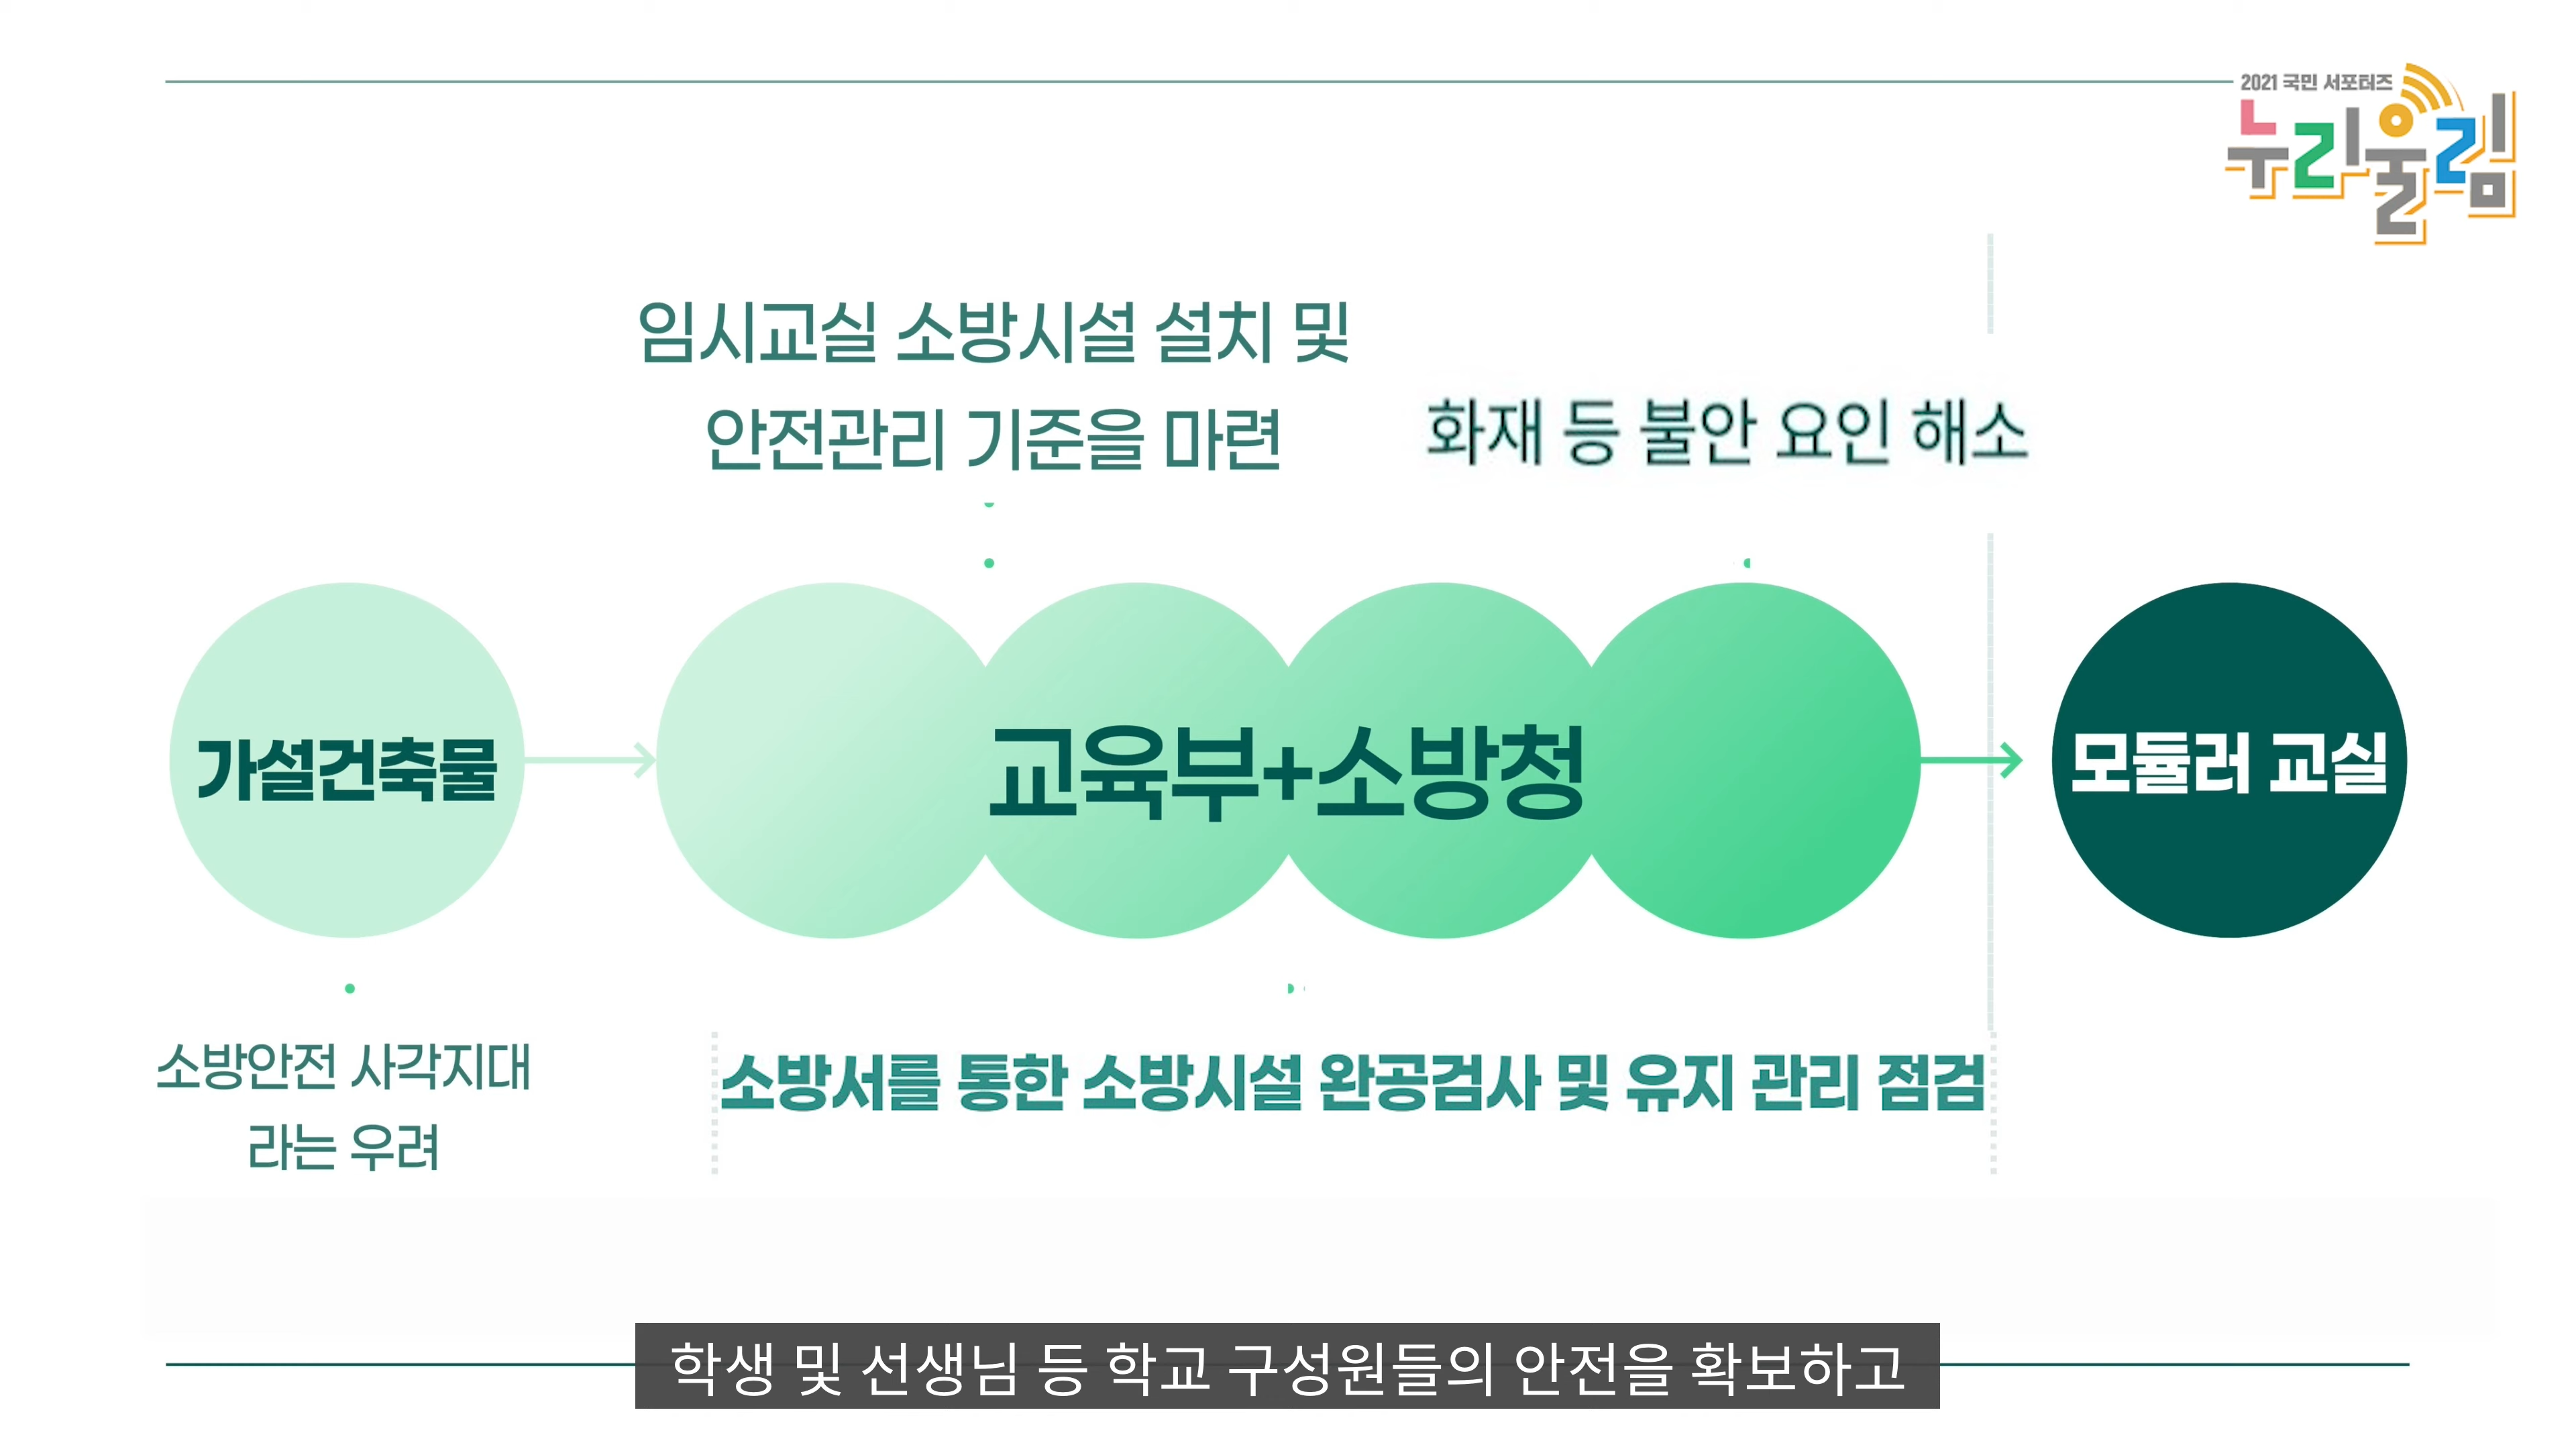 2021 국민 서포터즈
누리울림
임시교실 소방시설 설치 및
안전관리 기준을 마련
화재 등 불안 요인 해소
가설건축물
교육부+소방청
모듈러 교실
소방안전 사각지대
라는 우려
소방서를 통한 소방시설 완공검사 및 유지 관리 점검
학생 및 선생님 등 학교 구성원들의 안전을 확보하고